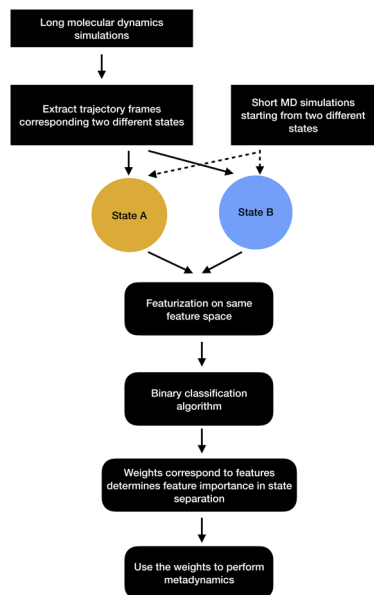 Long molecular dynamics
simulations
Extract trajectory frames
corresponding two different states
Short MD simulations
starting from two different
states
State A
State B
Featurization on same
feature space
Binary classification
algorithm
Weights correspond to features
determines feature importance in state
separation
Use the weights to perform
metadynamics